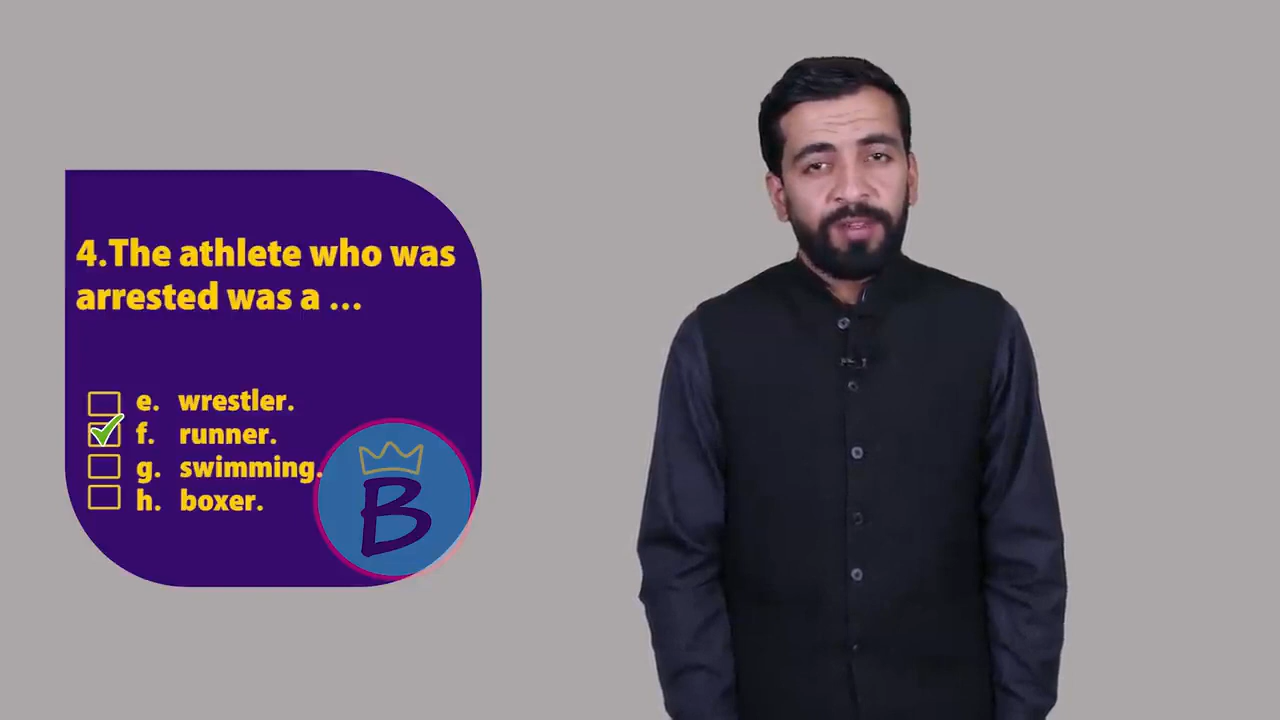 4.The athlete who was
arrested was a ...
e. wrestler.
f. runner.
g. swimming.
h. boxer.
B